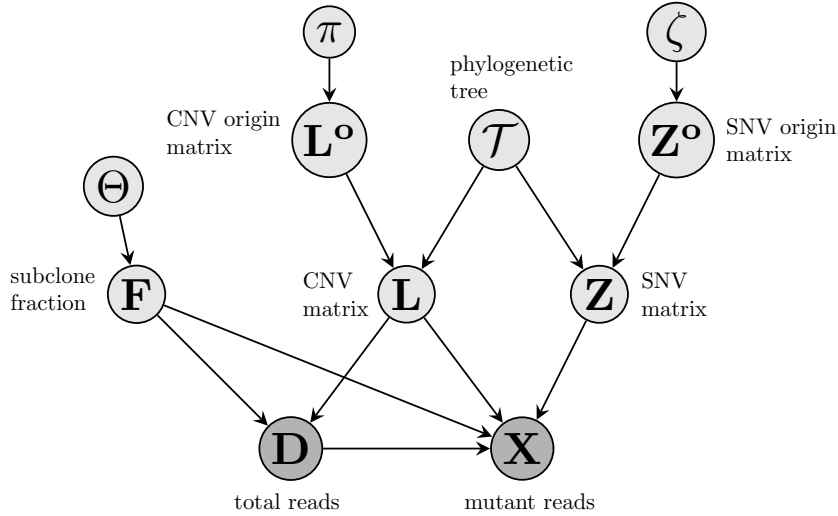 π
ζ
phylogenetic
tree
CNV origin
matrix
L°
𝒯
Z°
SNV origin
matrix
Θ
subclone
fraction
F
CNV
matrix
L
Z
SNV
matrix
D
X
total reads
mutant reads